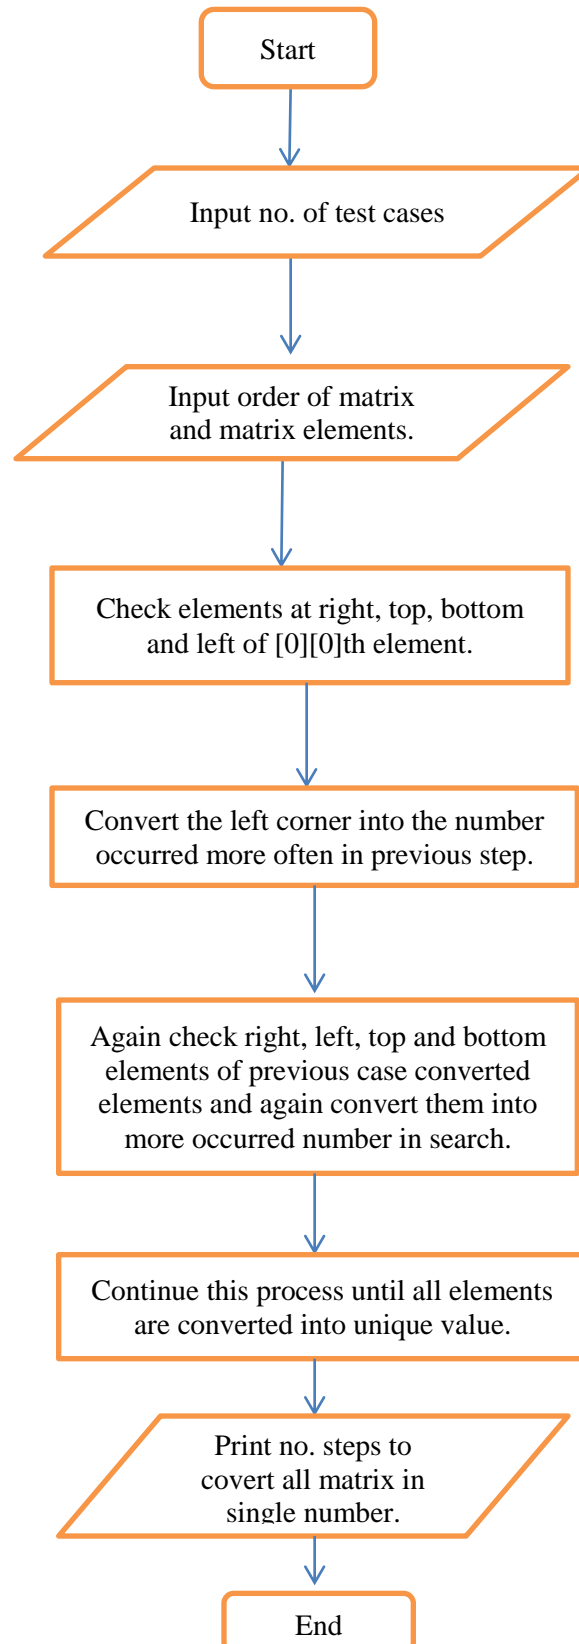 Start
Input no. of test cases
Input order of matrix
and matrix elements.
Check elements at right, top, bottom
and left of [0][0]th element.
Convert the left corner into the number
occurred more often in previous step.
Again check right, left, top and bottom
elements of previous case converted
elements and again convert them into
more occurred number in search.
Continue this process until all elements
are converted into unique value.
Print no. steps to
covert all matrix in
single number.
End